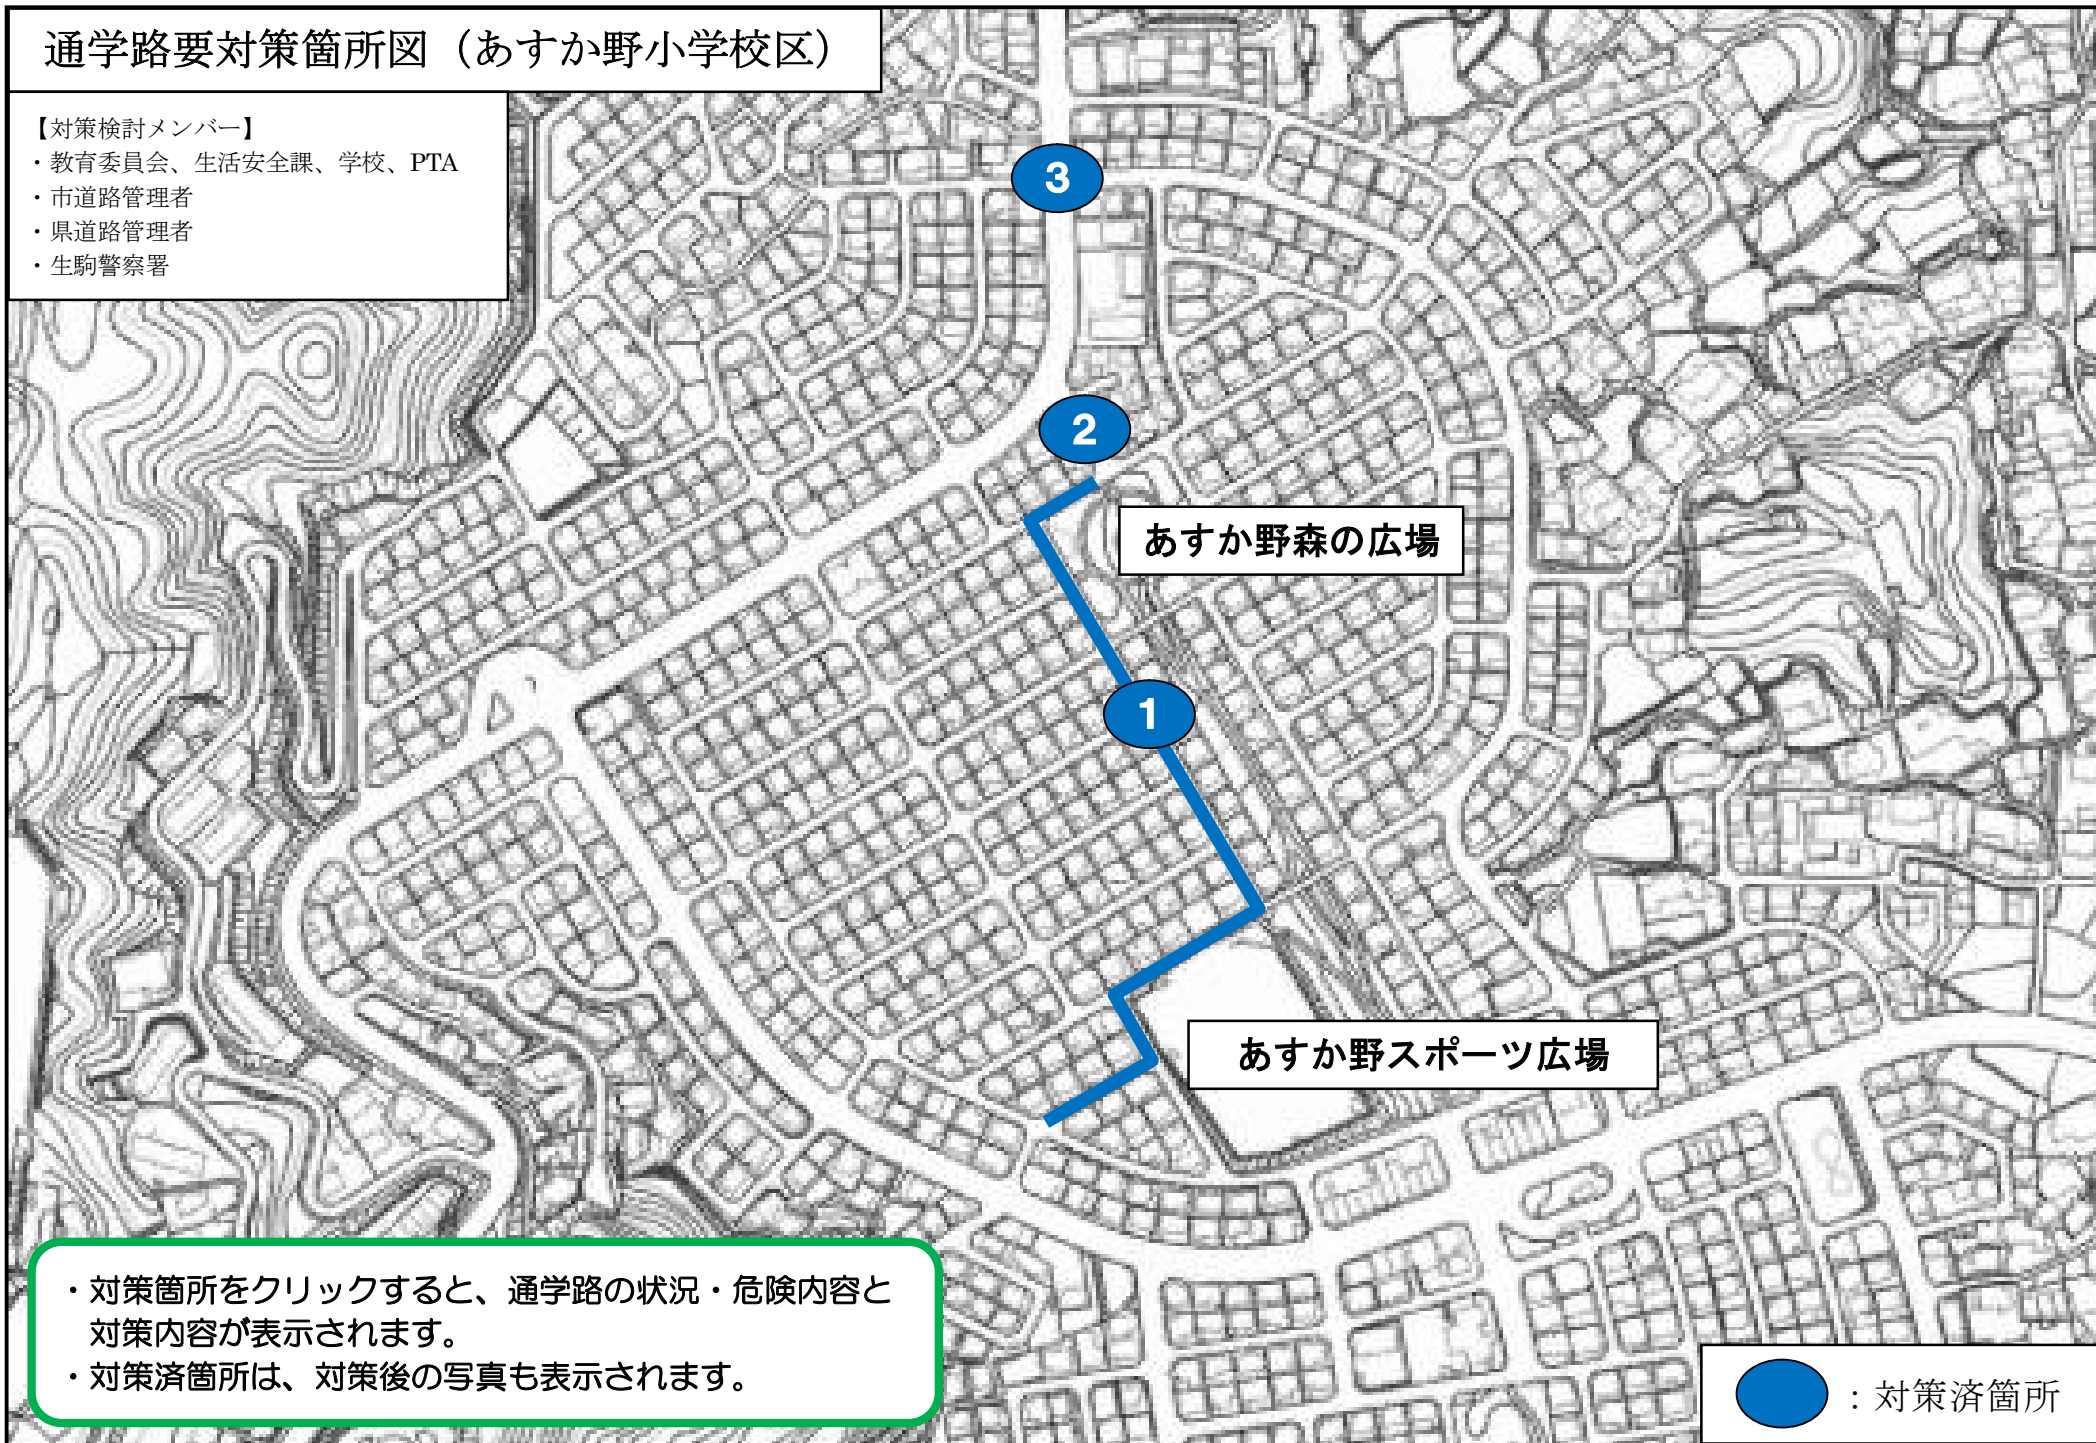 通学路要対策箇所図（あすか野小学校区）
【対策検討メンバー】
・教育委員会、生活安全課、学校、PTA
・市道路管理者
・県道路管理者
・生駒警察署
3
2
あすか野森の広場
1
あすか野スポーツ広場
・対策箇所をクリックすると、通学路の状況・危険内容と
対策内容が表示されます。
・対策済箇所は、対策後の写真も表示されます。
：対策済箇所